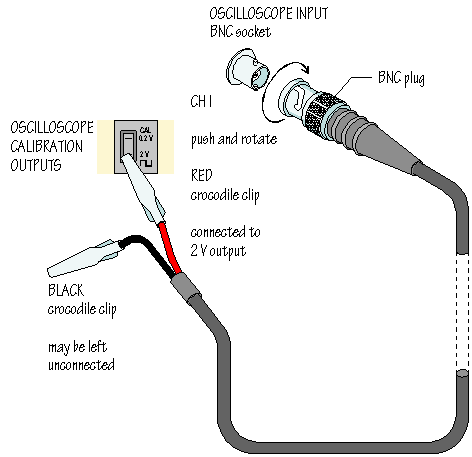 OSCILLOSCOPE INPUT
BNC socket
BNC plug
CH I
push and rotate
OSCILLOSCOPE
CALIBRATION
OUTPUTS
CAL
0.2 V
2 V
RED
crocodile clip
connected to
2 V output
BLACK
crocodile clip
may be left
unconnected